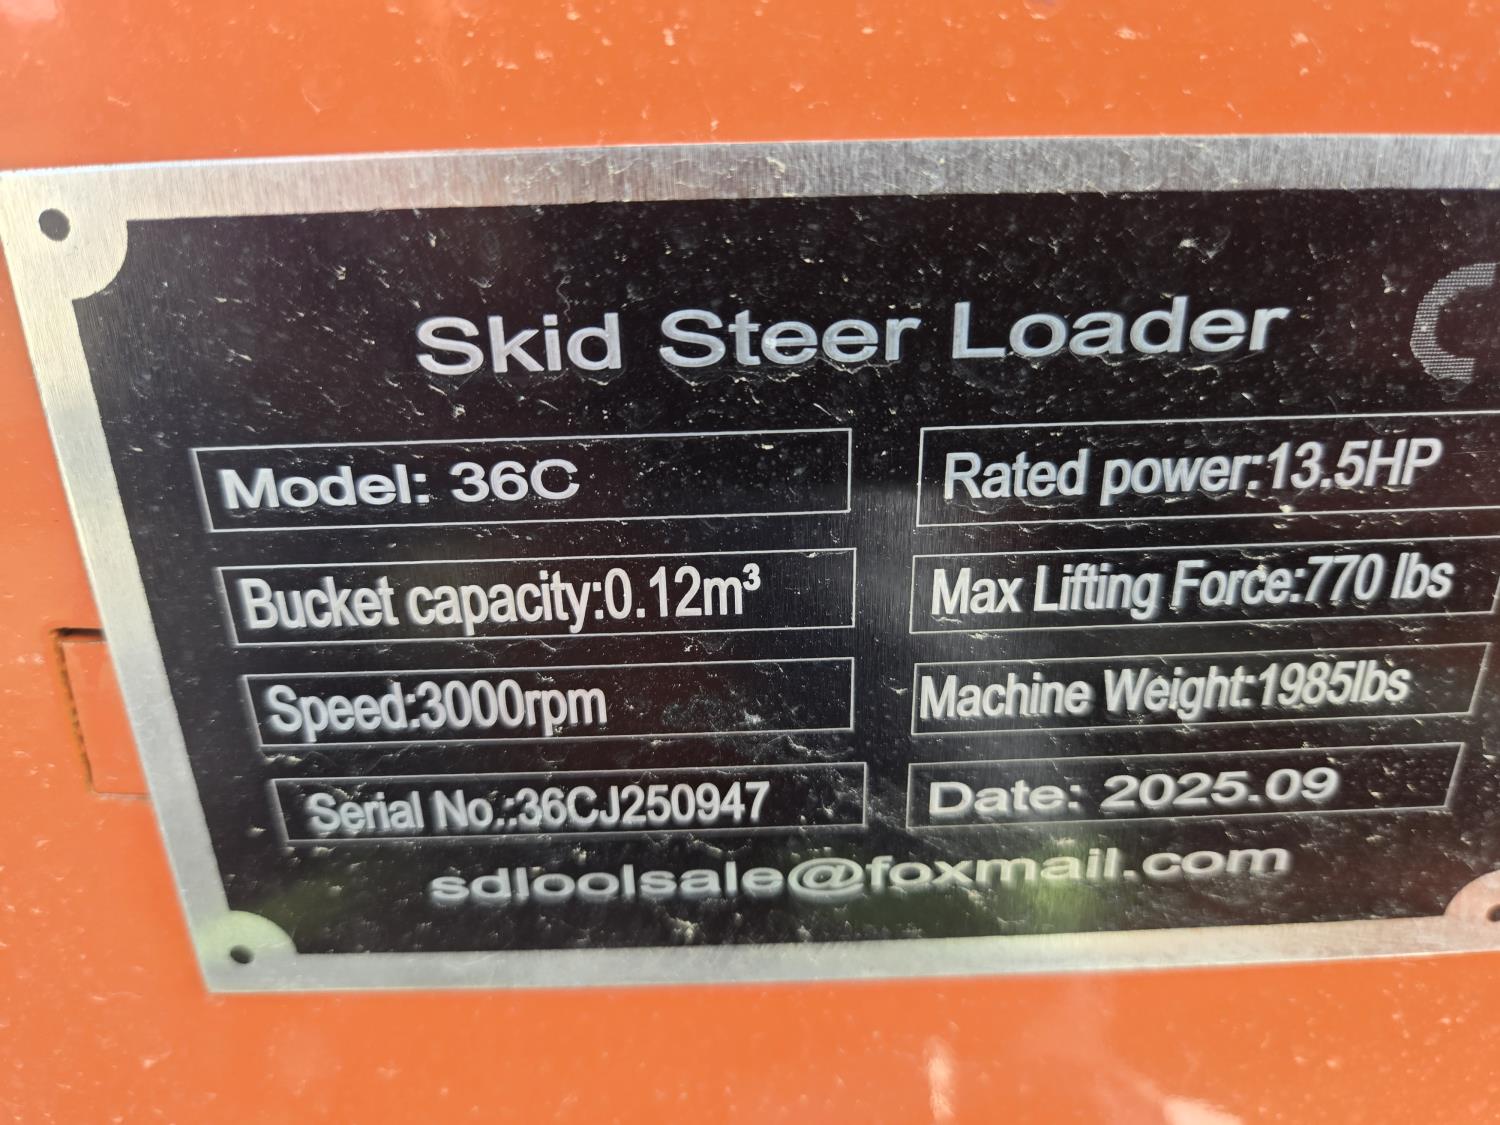 Skid Steer Loader
Model: 36C
Rated power:13.5HP
Bucket capacity:0.12m³
Max Lifting Force:770 lbs
Speed:3000rpm
Machine Weight:1985lbs
Serial No.:36CJ250947
Date: 2025.09
sdloolsale@foxmail.com